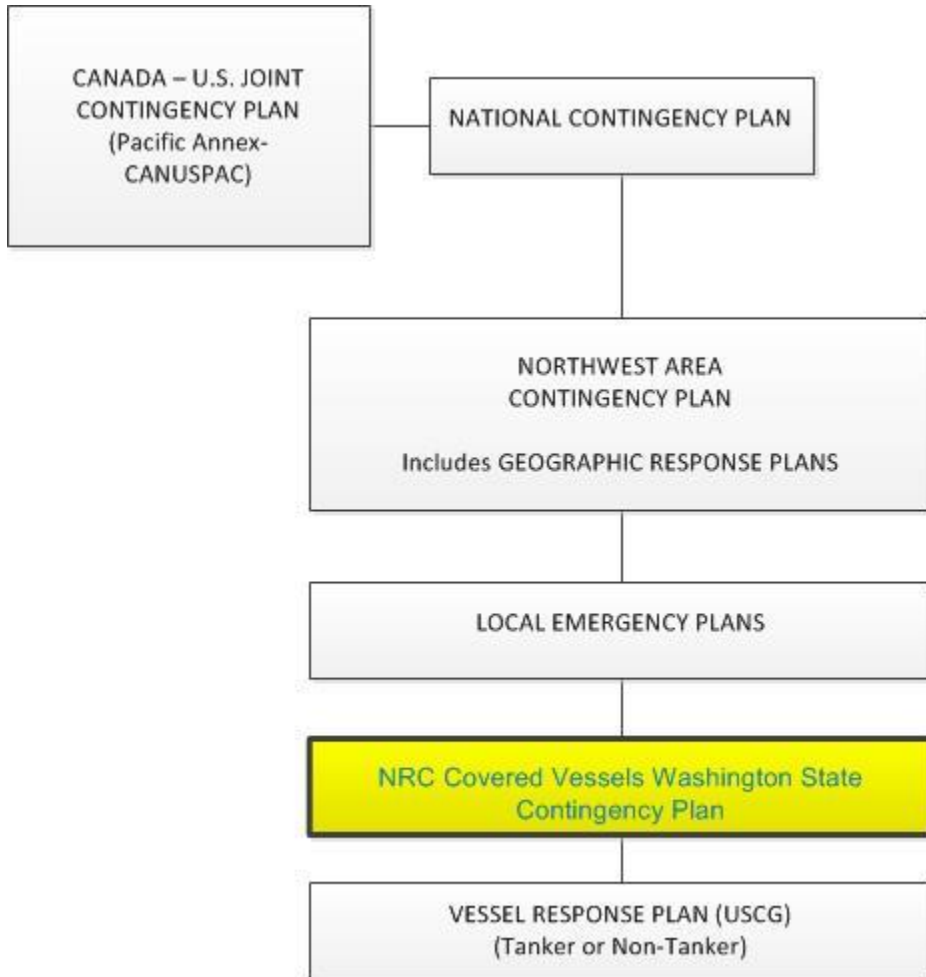 CANADA – U.S. JOINT
CONTINGENCY PLAN
(Pacific Annex-
CANUSPAC)
NATIONAL CONTINGENCY PLAN
NORTHWEST AREA
CONTINGENCY PLAN
Includes GEOGRAPHIC RESPONSE PLANS
LOCAL EMERGENCY PLANS
NRC Covered Vessels Washington State
Contingency Plan
VESSEL RESPONSE PLAN (USCG)
(Tanker or Non-Tanker)